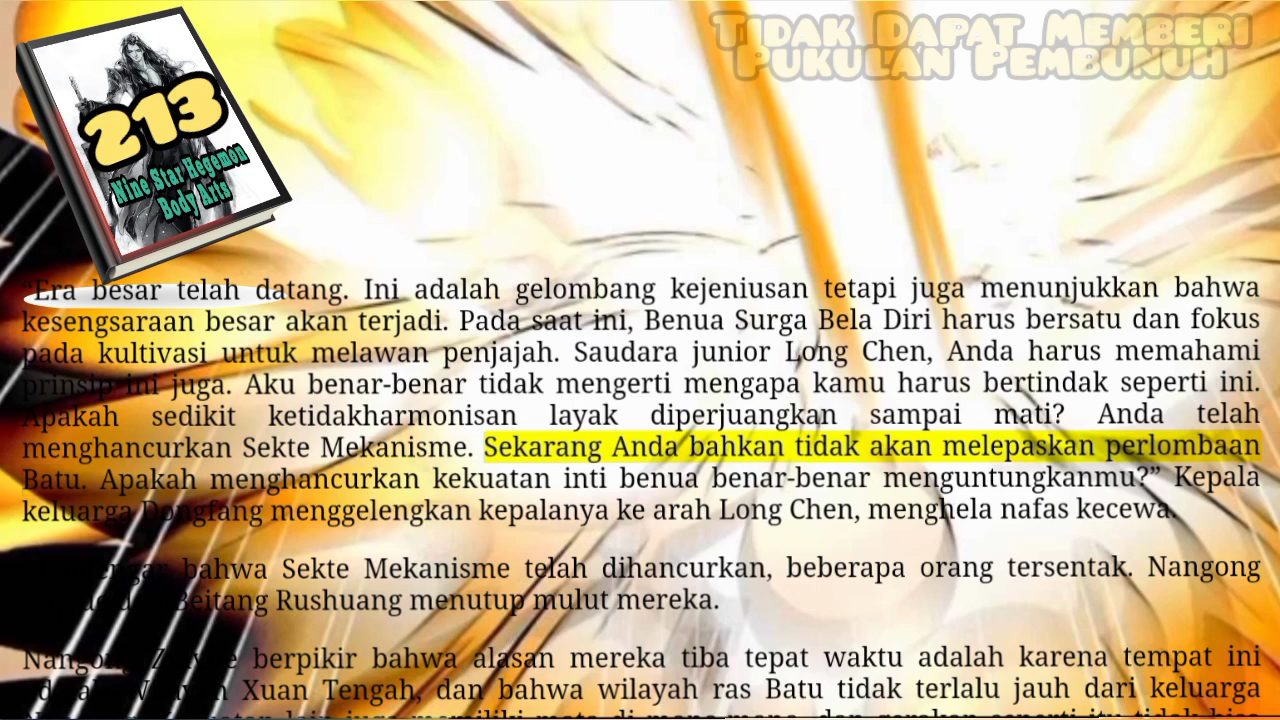 Tidak Dapat Memberi
Pukulan Pembunuh
213
Nine Star Hegemon
Body Arts
“Era besar telah datang. Ini adalah gelombang kejeniusan tetapi juga menunjukkan bahwa
kesengsaraan besar akan terjadi. Pada saat ini, Benua Surga Bela Diri harus bersatu dan fokus
pada kultivasi untuk melawan penjajah. Saudara junior Long Chen, Anda harus memahami
prinsip ini juga. Aku benar-benar tidak mengerti mengapa kamu harus bertindak seperti ini.
Apakah sedikit ketidakharmonisan layak diperjuangkan sampai mati? Anda telah
menghancurkan Sekte Mekanisme. Sekarang Anda bahkan tidak akan melepaskan perlombaan
Batu. Apakah menghancurkan kekuatan inti benua benar-benar menguntungkanmu?” Kepala
keluarga Dongfang menggelengkan kepalanya ke arah Long Chen, menghela nafas kecewa.
bahwa Sekte Mekanisme telah dihancurkan, beberapa orang tersentak. Nangong
Beitang Rushuang menutup mulut mereka.
Nangong berpikir bahwa alasan mereka tiba tepat waktu adalah karena tempat ini
Xuan Tengah, dan bahwa wilayah ras Batu tidak terlalu jauh dari keluarga